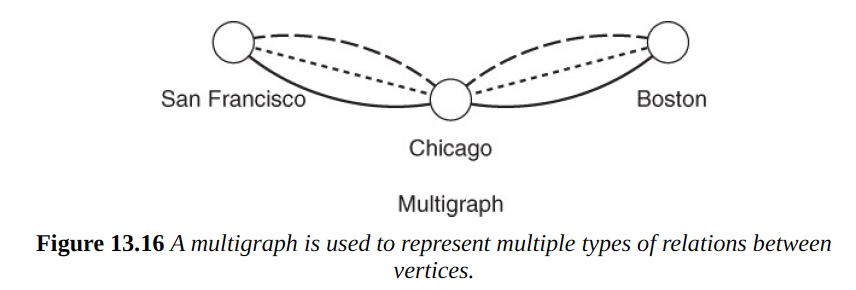 San Francisco
Boston
Chicago
Multigraph
Figure 13.16 A multigraph is used to represent multiple types of relations between
vertices.